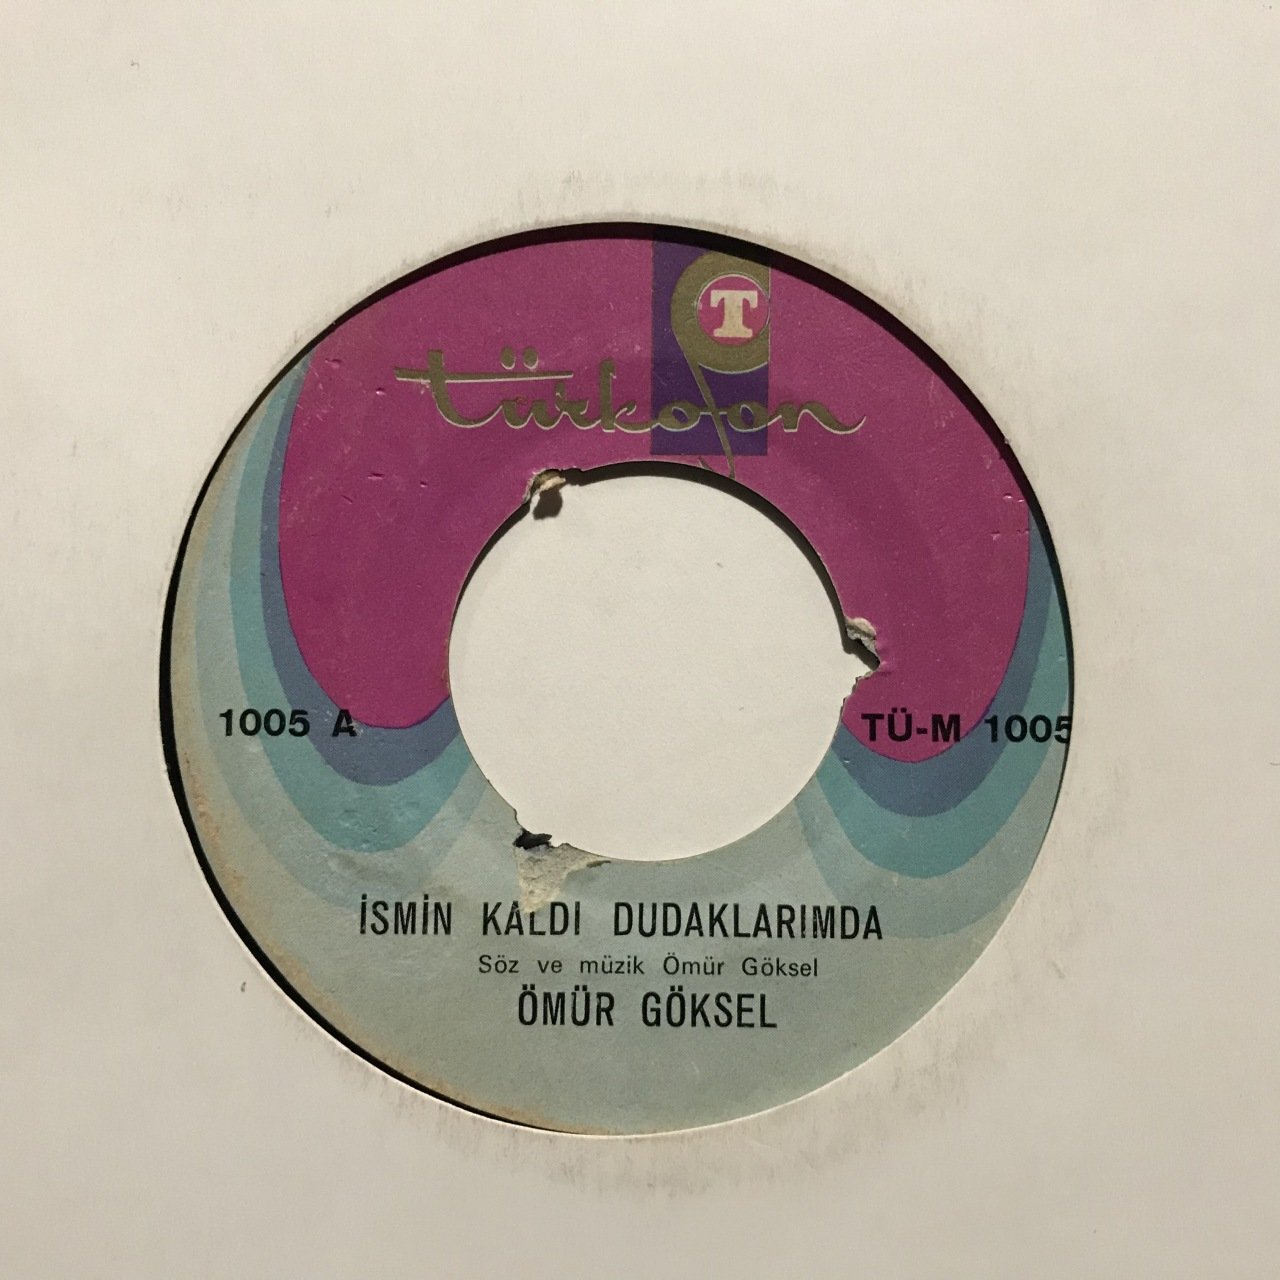 T
türkofon
1005 A
TÜ-M 1005
İSMİN KALDI DUDAKLARIMDA
Söz ve müzik Ömür Göksel
ÖMÜR GÖKSEL